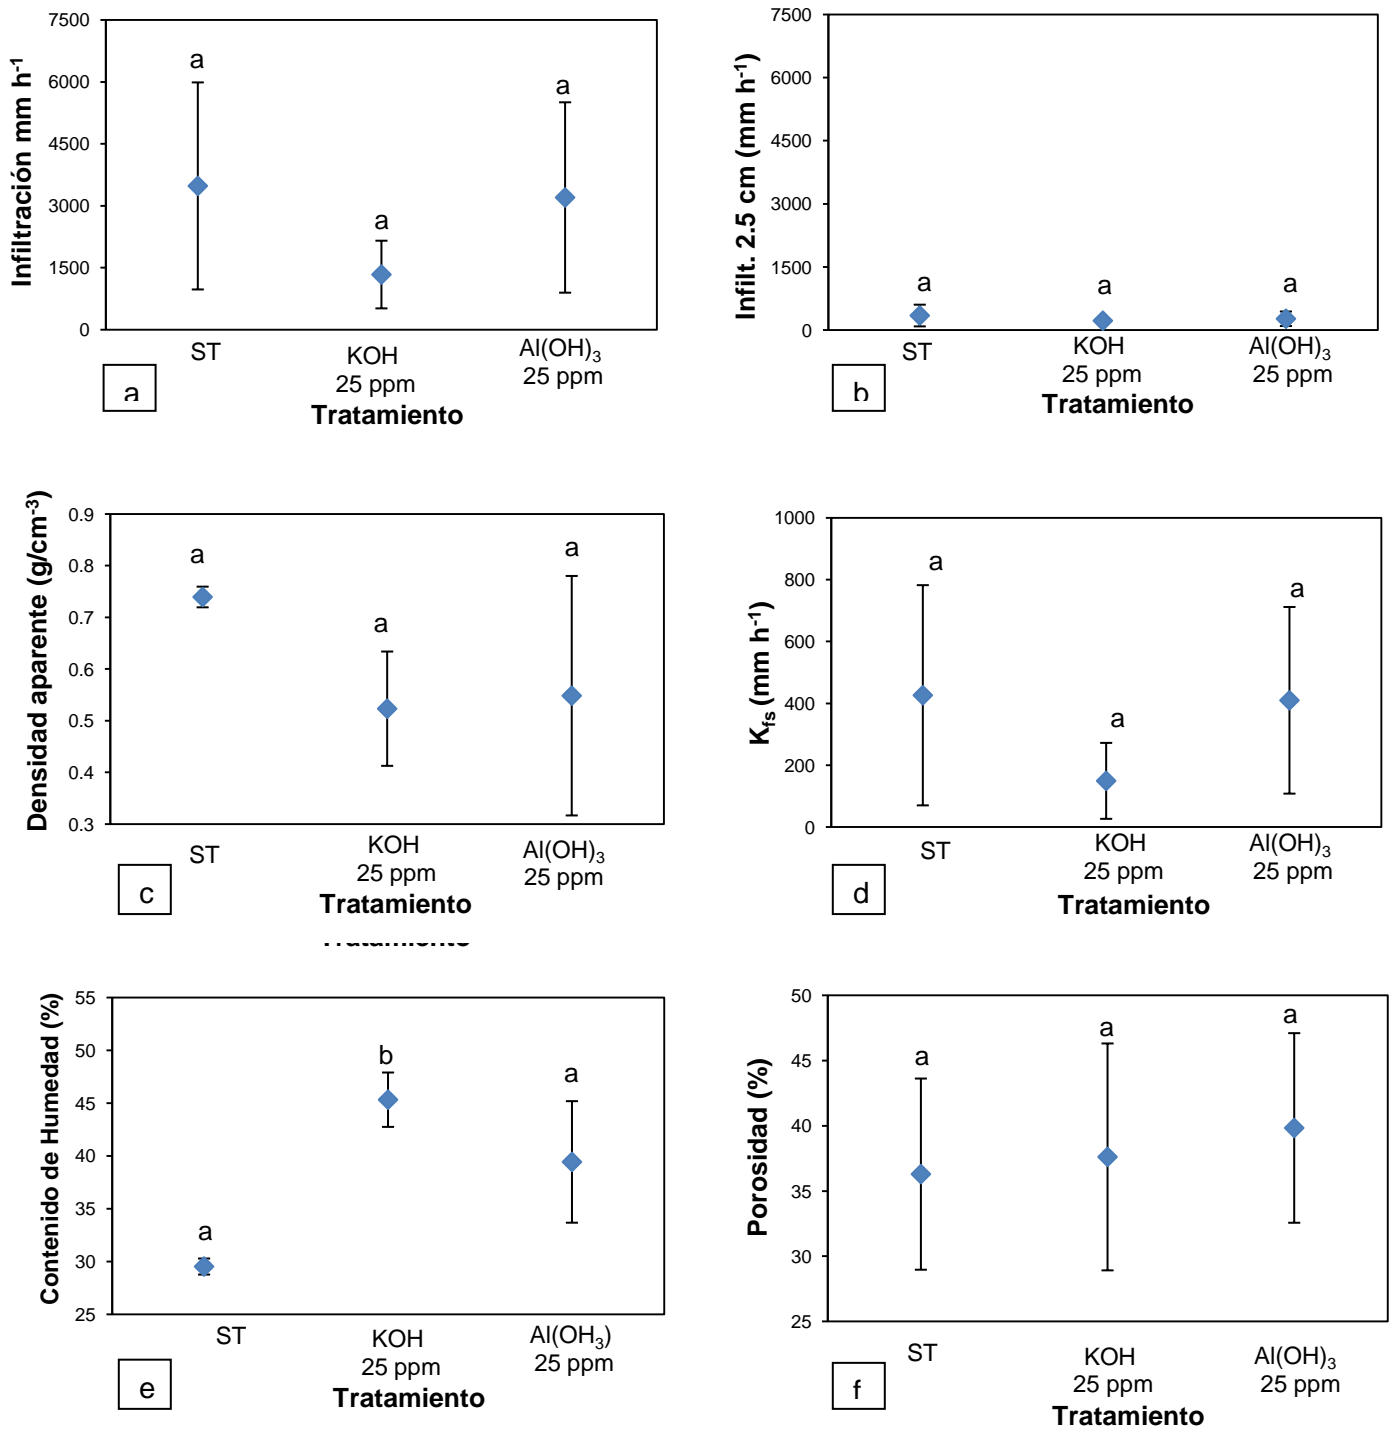 Infiltración mm h-1
7500
6000
4500
3000
1500
0
a
a
a
ST
KOH
25 ppm
Al(OH)3
25 ppm
Tratamiento
a
Infilt. 2.5 cm (mm h-1)
7500
6000
4500
3000
1500
0
a
a
a
ST
KOH
25 ppm
Al(OH)3
25 ppm
Tratamiento
b
Densidad aparente (g/cm-3)
0.9
0.8
0.7
0.6
0.5
0.4
0.3
a
a
a
ST
KOH
25 ppm
Al(OH)3
25 ppm
Tratamiento
c
Tratamiento
Kfs (mm h-1)
1000
800
600
400
200
0
a
a
a
ST
KOH
25 ppm
Al(OH)3
25 ppm
Tratamiento
d
Contenido de Humedad (%)
55
50
45
40
35
30
25
a
b
a
ST
KOH
25 ppm
Al(OH3)
25 ppm
Tratamiento
e
Porosidad (%)
50
45
40
35
30
25
a
a
a
ST
KOH
25 ppm
Al(OH)3
25 ppm
Tratamiento
f